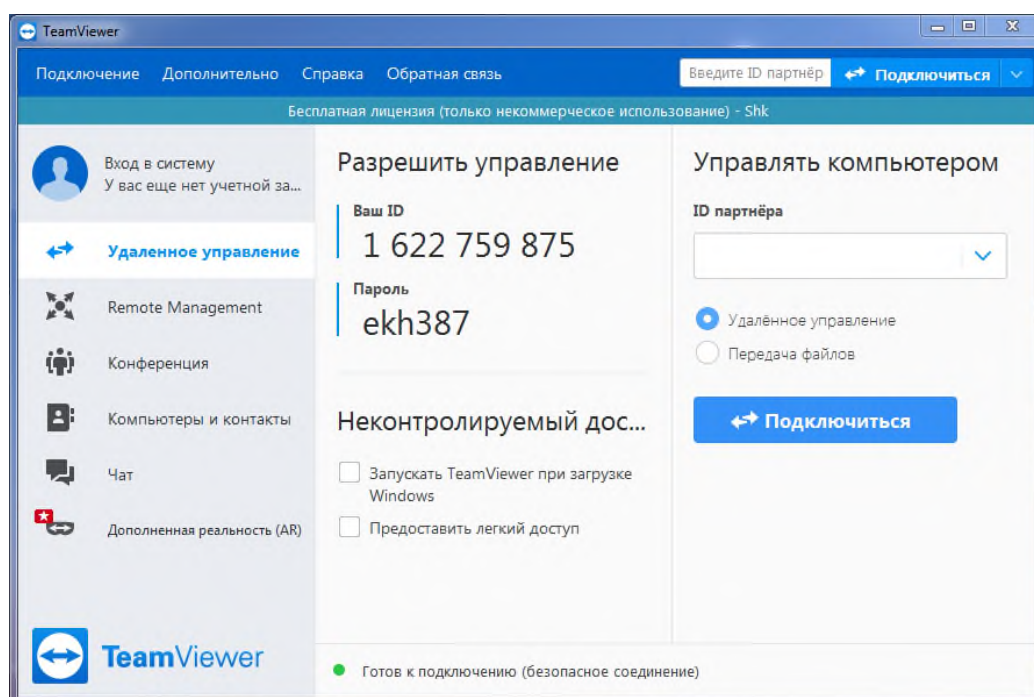 TeamViewer
Подключение Дополнительно Справка Обратная связь
Введите ID партнёр
Подключиться
Бесплатная лицензия (только некоммерческое использование) - Shk
Вход в систему
У вас еще нет учетной за...
Удаленное управление
Remote Management
Конференция
Компьютеры и контакты
Чат
Дополненная реальность (AR)
TeamViewer
Разрешить управление
Ваш ID
1 622 759 875
Пароль
ekh387
Неконтролируемый дос...
Запускать TeamViewer при загрузке
Windows
Предоставить легкий доступ
Управлять компьютером
ID партнёра
Удалённое управление
Передача файлов
Подключиться
Готов к подключению (безопасное соединение)